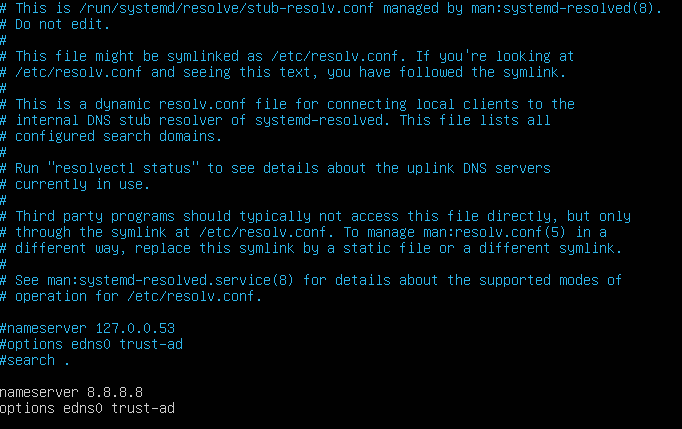 # This is /run/systemd/resolve/stub-resolv.conf managed by man:systemd-resolved(8).
# Do not edit.
#
# This file might be symlinked as /etc/resolv.conf. If you're looking at
# /etc/resolv.conf and seeing this text, you have followed the symlink.
#
# This is a dynamic resolv.conf file for connecting local clients to the
# internal DNS stub resolver of systemd-resolved. This file lists all
# configured search domains.
#
# Run "resolvectl status" to see details about the uplink DNS servers
# currently in use.
#
# Third party programs should typically not access this file directly, but only
# through the symlink at /etc/resolv.conf. To manage man:resolv.conf(5) in a
# different way, replace this symlink by a static file or a different symlink.
#
# See man:systemd-resolved.service(8) for details about the supported modes of
# operation for /etc/resolv.conf.
#nameserver 127.0.0.53
#options edns0 trust-ad
#search .
nameserver 8.8.8.8
options edns0 trust-ad